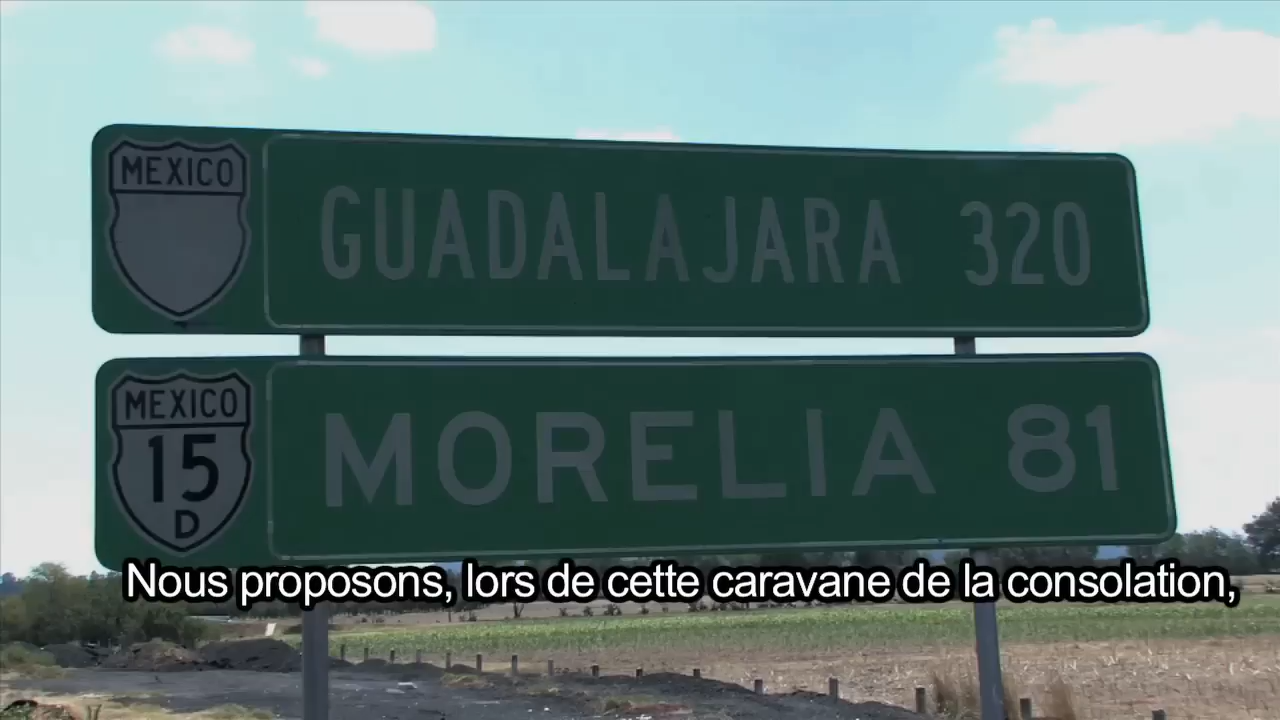 MEXICO
GUADALAJARA 320
MEXICO
15
D
MORELIA 81
Nous proposons, lors de cette caravane de la consolation,